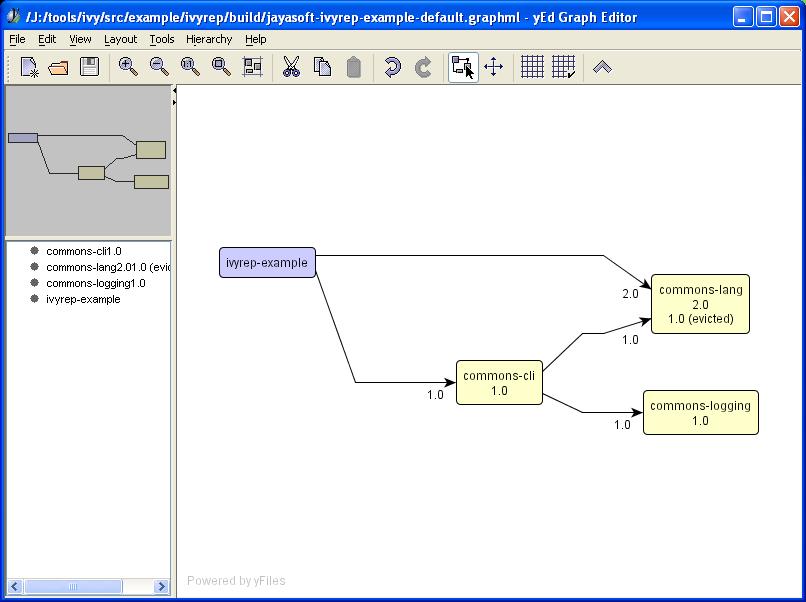 /J:/tools/ivy/src/example/ivyrep/build/jayasoft-ivyrep-example-default.graphml - yEd Graph Editor
File Edit View Layout Tools Hierarchy Help
commons-cli1.0
commons-lang2.01.0 (evic
commons-logging1.0
ivyrep-example
ivyrep-example
2.0
commons-lang
2.0
1.0 (evicted)
1.0
commons-cli
1.0
1.0
commons-logging
1.0
1.0
Powered by yFiles